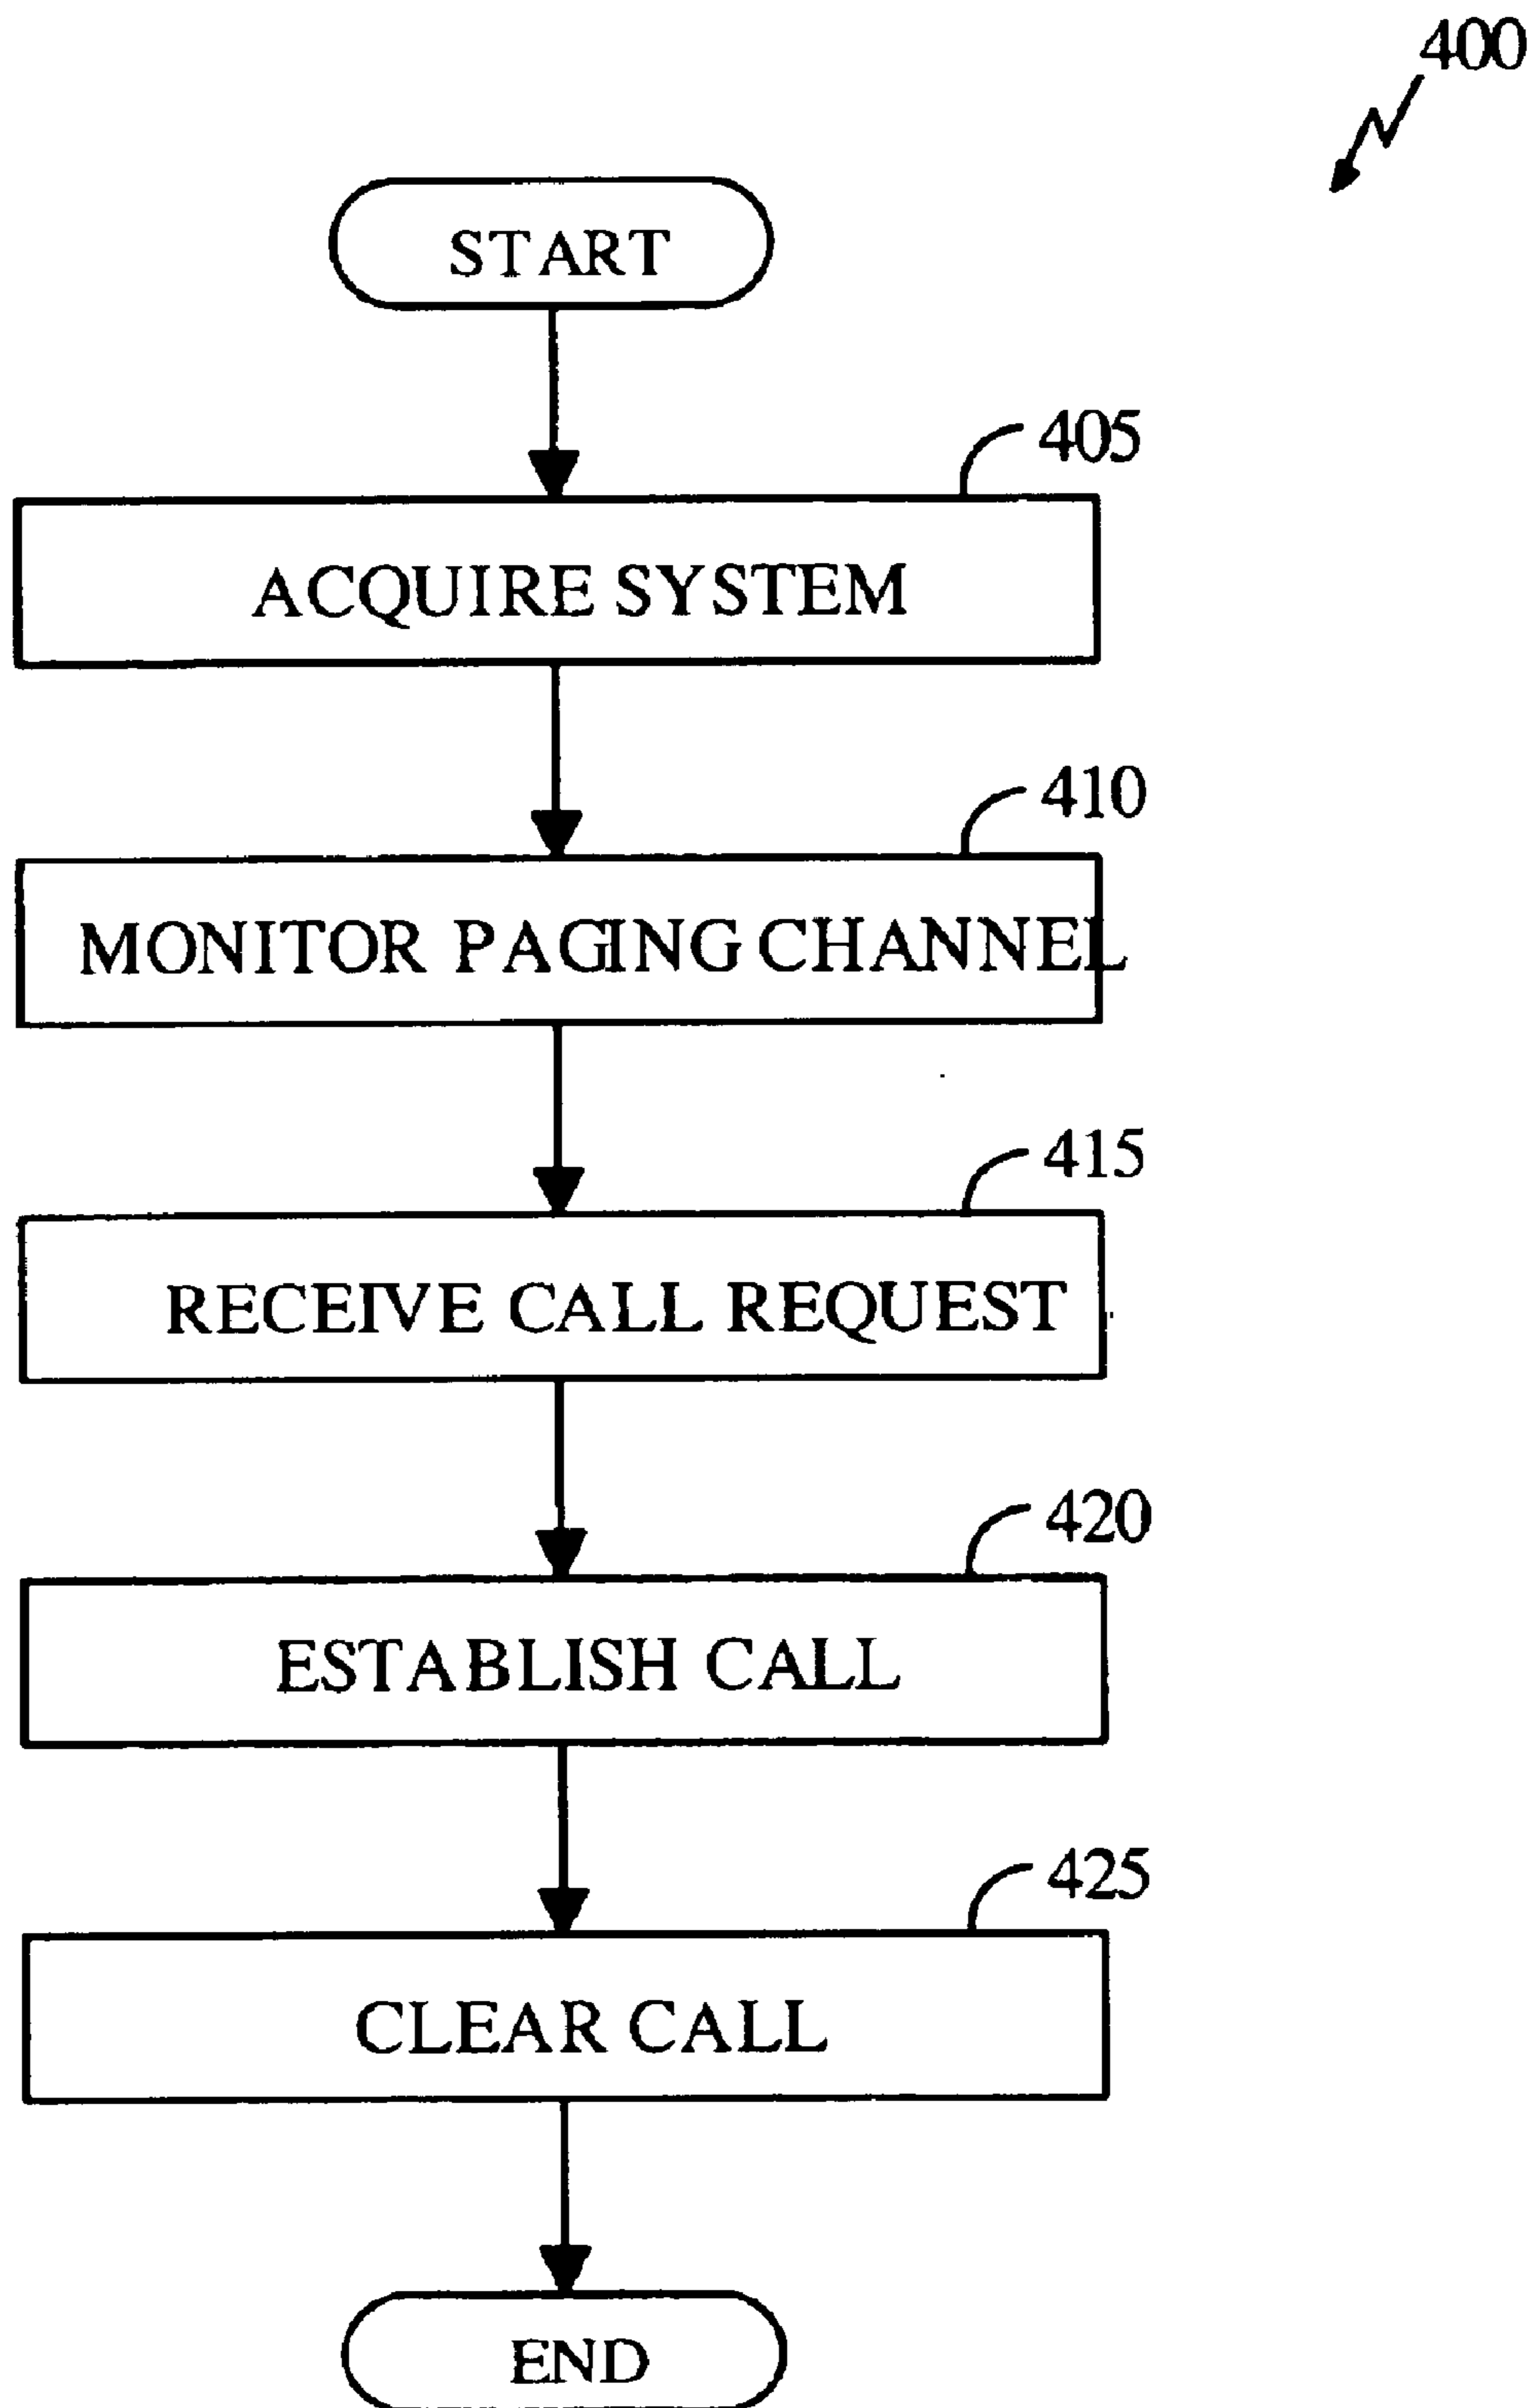 400
START
405
ACQUIRE SYSTEM
410
MONITOR PAGING CHANNEL
415
RECEIVE CALL REQUEST
420
ESTABLISH CALL
425
CLEAR CALL
END